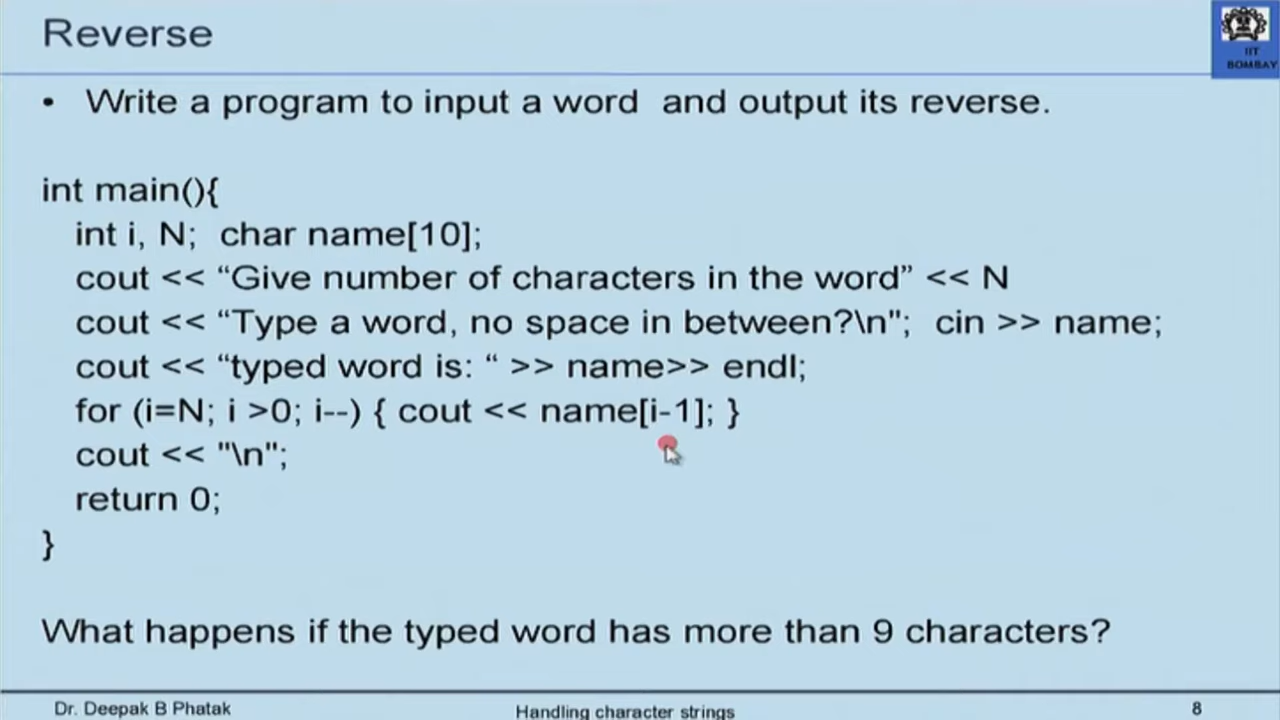 Reverse
IIT
BOMBAY
• Write a program to input a word and output its reverse.
int main(){
int i, N; char name[10];
cout << “Give number of characters in the word” << N
cout << “Type a word, no space in between?\n"; cin >> name;
cout << “typed word is: “ >> name>> endl;
for (i=N; i >0; i--) { cout << name[i-1]; }
cout << "\n";
return 0;
}
What happens if the typed word has more than 9 characters?
Dr. Deepak B Phatak
Handling character strings
8